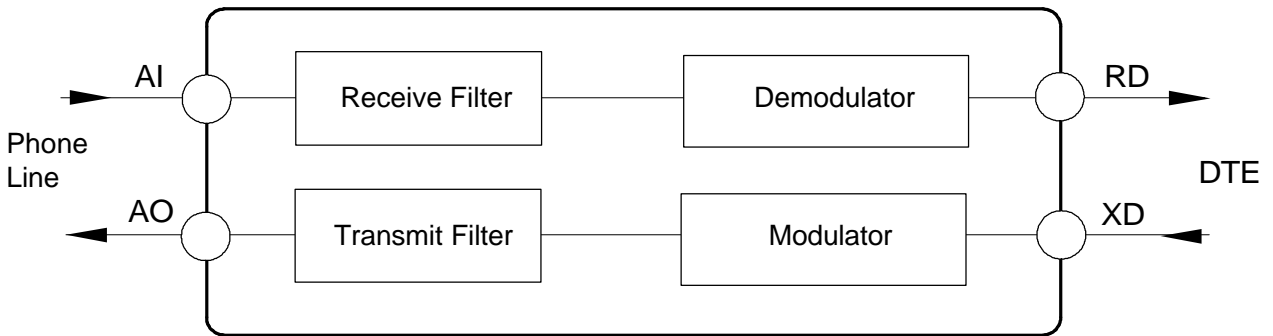 AI
Receive Filter
Demodulator
RD
Phone
Line
DTE
AO
Transmit Filter
Modulator
XD